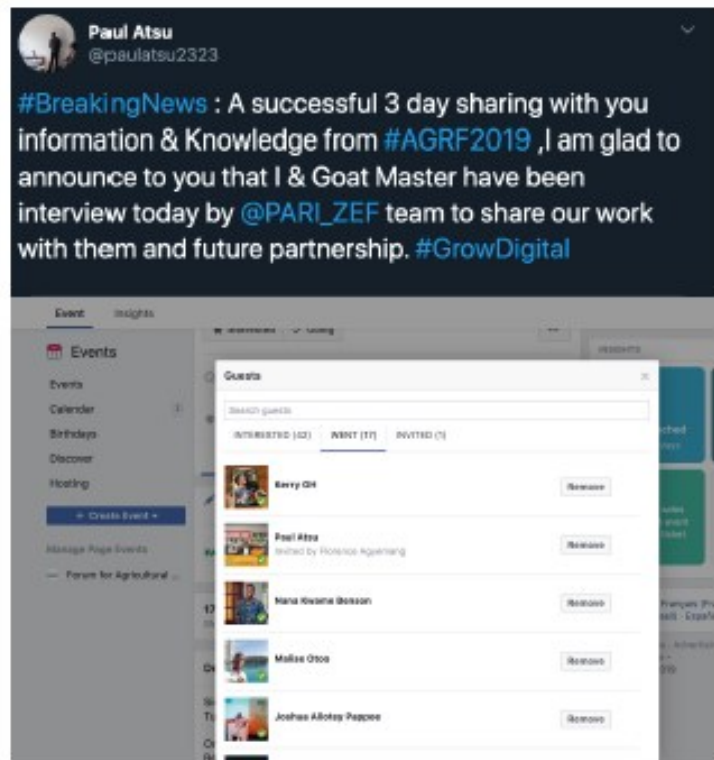 Paul Atsu
@paulatsu2323
#BreakingNews : A successful 3 day sharing with you
information & Knowledge from #AGRF2019 ,I am glad to
announce to you that I & Goat Master have been
interview today by @PARI_ZEF team to share our work
with them and future partnership. #GrowDigital
Event Insights
Events
Events
Calendar
Birthdays
Discover
Hosting
+ Create Event
Manage Page Events
Forum for Agricultural ...
INSIGHTS
Guests
Search guests
INTERESTED (42) WENT (17) INVITED (1)
Kerry GH
Remove
Paul Atsu
Invited by Florence Agyemang
Remove
Nana Kwame Benson
Remove
Remove
Joshua Allotey Pappoe
Remove